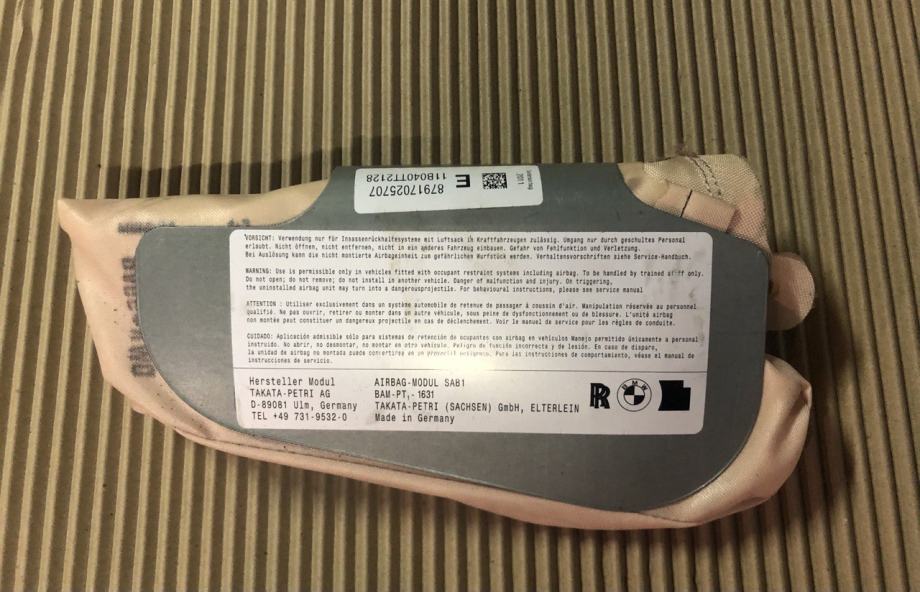 87917025707
11B040TT2128
E
2011
VORSICHT: Verwendung nur für Insassenrückhaltesysteme mit Luftsack in Kraftfahrzeugen zulässig. Umgang nur durch geschultes Personal
erlaubt. Nicht öffnen, nicht entfernen, nicht in ein anderes Fahrzeug einbauen. Gefahr von Fehlfunktion und Verletzung.
Bei Auslösung kann die nicht montierte Airbageinheit zum gefährlichen Wurfstück werden. Verhaltensvorschriften siehe Service-Handbuch.
WARNING: Use is permissible only in vehicles fitted with occupant restraint systems including airbag. To be handled by trained staff only.
Do not open; do not remove; do not install in another vehicle. Danger of malfunction and injury. On triggering,
the uninstalled airbag unit may turn into a dangerousprojectile. For behavioural instructions, please see service manual
ATTENTION : Utiliser exclusivement dans un système automobile de retenue de passager à coussin d'air. Manipulation réservée au personnel
qualifié. Ne pas ouvrir, retirer ou monter dans un autre véhicule, sous peine de dysfonctionnement ou de blessure. L'unité airbag
non montée peut constituer un dangereux projectile en cas de déclenchement. Voir le manuel de service pour les règles de conduite.
CUIDADO: Aplicación admisible sólo para sistemas de retención de ocupantes con airbag en vehículos Manejo permitido únicamente a personal
instruido. No abrir, no desmontar, no montar en otro vehículo. Peligro de función incorrecta y de lesión. En caso de disparo,
la unidad de airbag no montada puede convertirse en un proyectil peligroso. Para las instrucciones de comportamiento, véase el Manual de
instrucciones de servicio.
Hersteller Modul
TAKATA-PETRI AG
D-89081 Ulm, Germany
TEL +49 731-9532-0
AIRBAG-MODUL SAB1
BAM-PT,- 1631
TAKATA-PETRI (SACHSEN) GmbH, ELTERLEIN
Made in Germany
RR
BMW